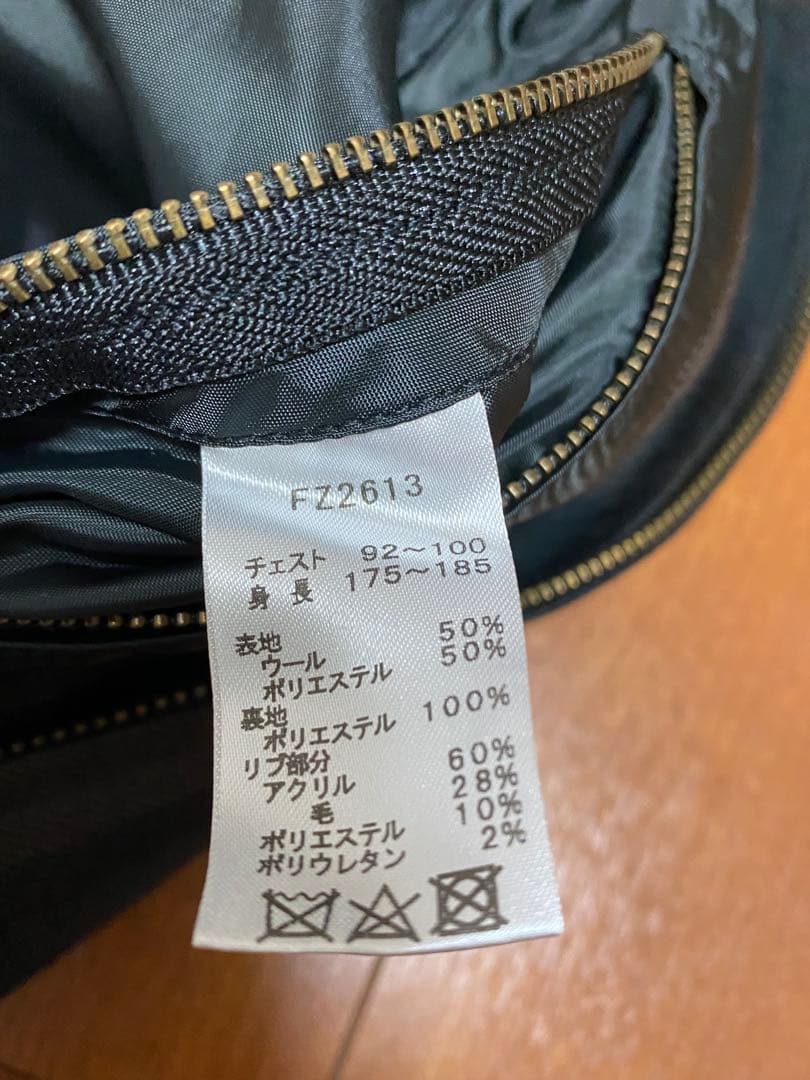 FZ2613
チェスト 92～100
身長 175～185
表地 50%
ウール 50%
ポリエステル
裏地 100%
ポリエステル
リブ部分 60%
アクリル 28%
毛 10%
ポリエステル 2%
ポリウレタン